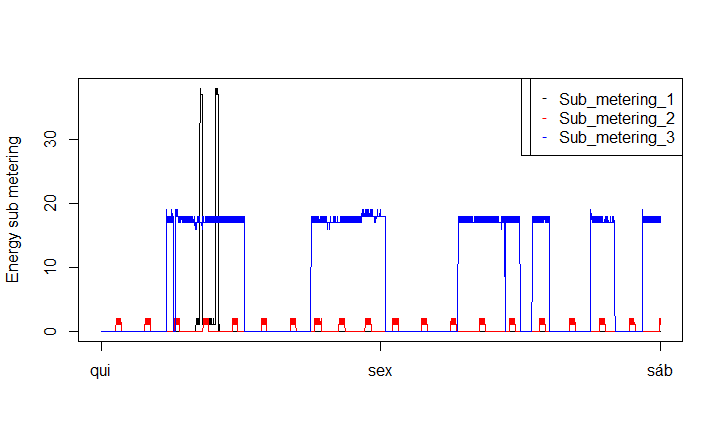 Energy sub metering
30
20
10
0
Sub_metering_1
Sub_metering_2
Sub_metering_3
qui
sex
sáb